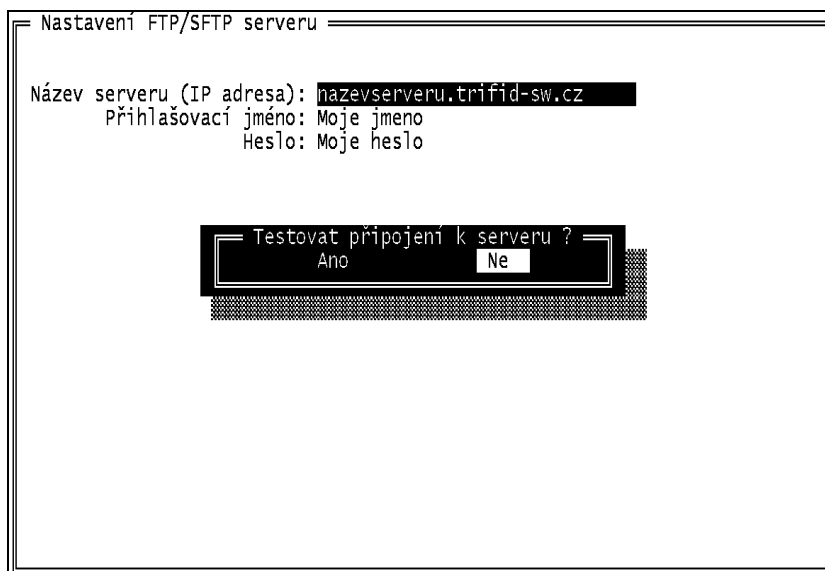 Nastavení FTP/SFTP serveru
Název serveru (IP adresa): nazevserveru.trifid-sw.cz
Přihlašovací jméno: Moje jmeno
Heslo: Moje heslo
Testovat připojení k serveru ?
Ano Ne